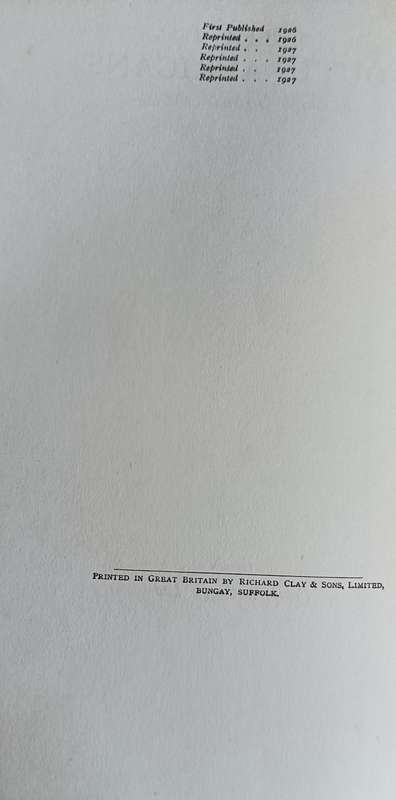 First Published 1926
Reprinted . . . 1926
Reprinted . . 1927
Reprinted . . . 1927
Reprinted . . 1927
Reprinted . . . 1927
PRINTED IN GREAT BRITAIN BY RICHARD CLAY & SONS, LIMITED,
BUNGAY, SUFFOLK.